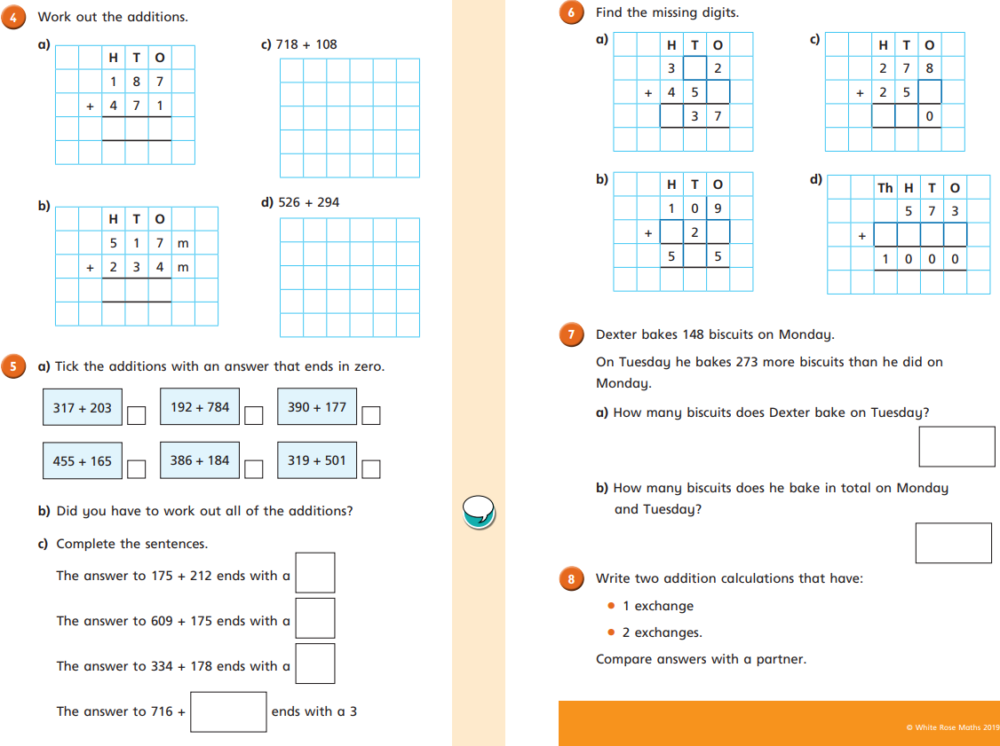 4 Work out the additions.
a)
H T O
1 8 7
+ 4 7 1
c) 718 + 108
b)
H T O
5 1 7 m
+ 2 3 4 m
d) 526 + 294
5 a) Tick the additions with an answer that ends in zero.
317 + 203 192 + 784 390 + 177
455 + 165 386 + 184 319 + 501
b) Did you have to work out all of the additions?
c) Complete the sentences.
The answer to 175 + 212 ends with a
The answer to 609 + 175 ends with a
The answer to 334 + 178 ends with a
The answer to 716 + ends with a 3
6 Find the missing digits.
a)
H T O
3 2
+ 4 5
3 7
c)
H T O
2 7 8
+ 2 5
0
b)
H T O
1 0 9
+ 2
5 5
d)
Th H T O
5 7 3
+
1 0 0 0
7 Dexter bakes 148 biscuits on Monday.
On Tuesday he bakes 273 more biscuits than he did on
Monday.
a) How many biscuits does Dexter bake on Tuesday?
b) How many biscuits does he bake in total on Monday
and Tuesday?
8 Write two addition calculations that have:
• 1 exchange
• 2 exchanges.
Compare answers with a partner.
© White Rose Maths 2019